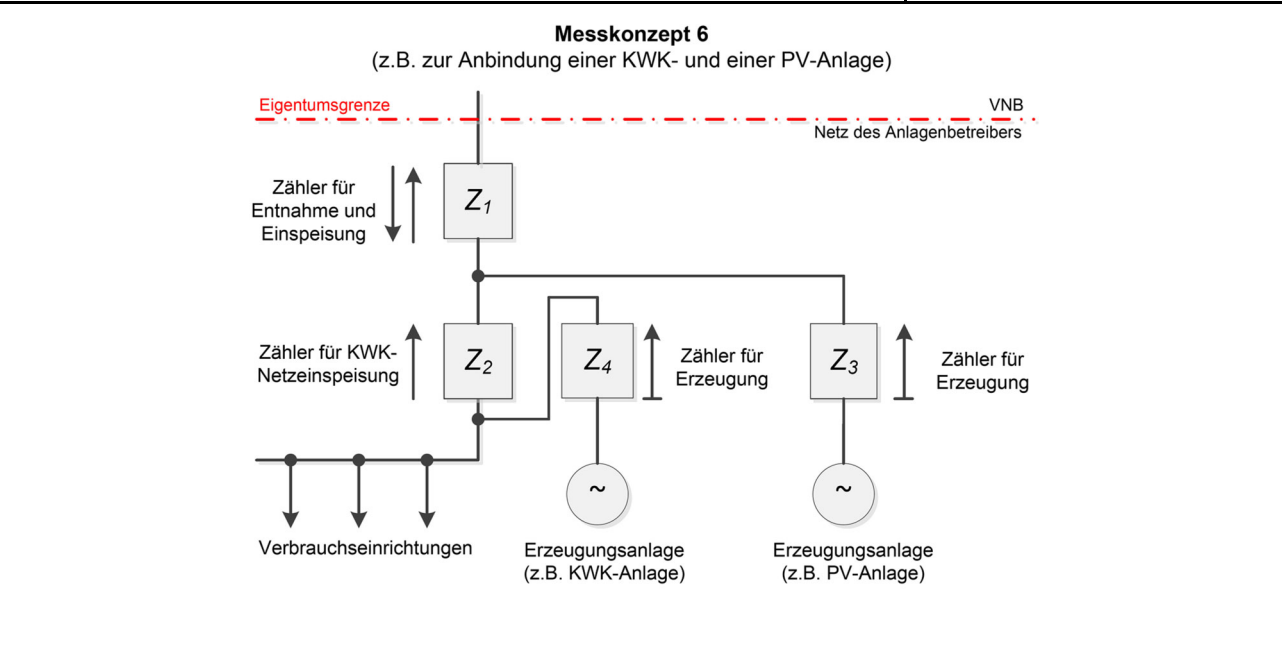 Messkonzept 6
(z.B. zur Anbindung einer KWK- und einer PV-Anlage)
Eigentumsgrenze
VNB
Netz des Anlagenbetreibers
Zähler für
Entnahme und
Einspeisung
Z1
Zähler für KWK-
Netzeinspeisung
Z2
Z4
Zähler für
Erzeugung
Z3
Zähler für
Erzeugung
~
~
Verbrauchseinrichtungen
Erzeugungsanlage
(z.B. KWK-Anlage)
Erzeugungsanlage
(z.B. PV-Anlage)